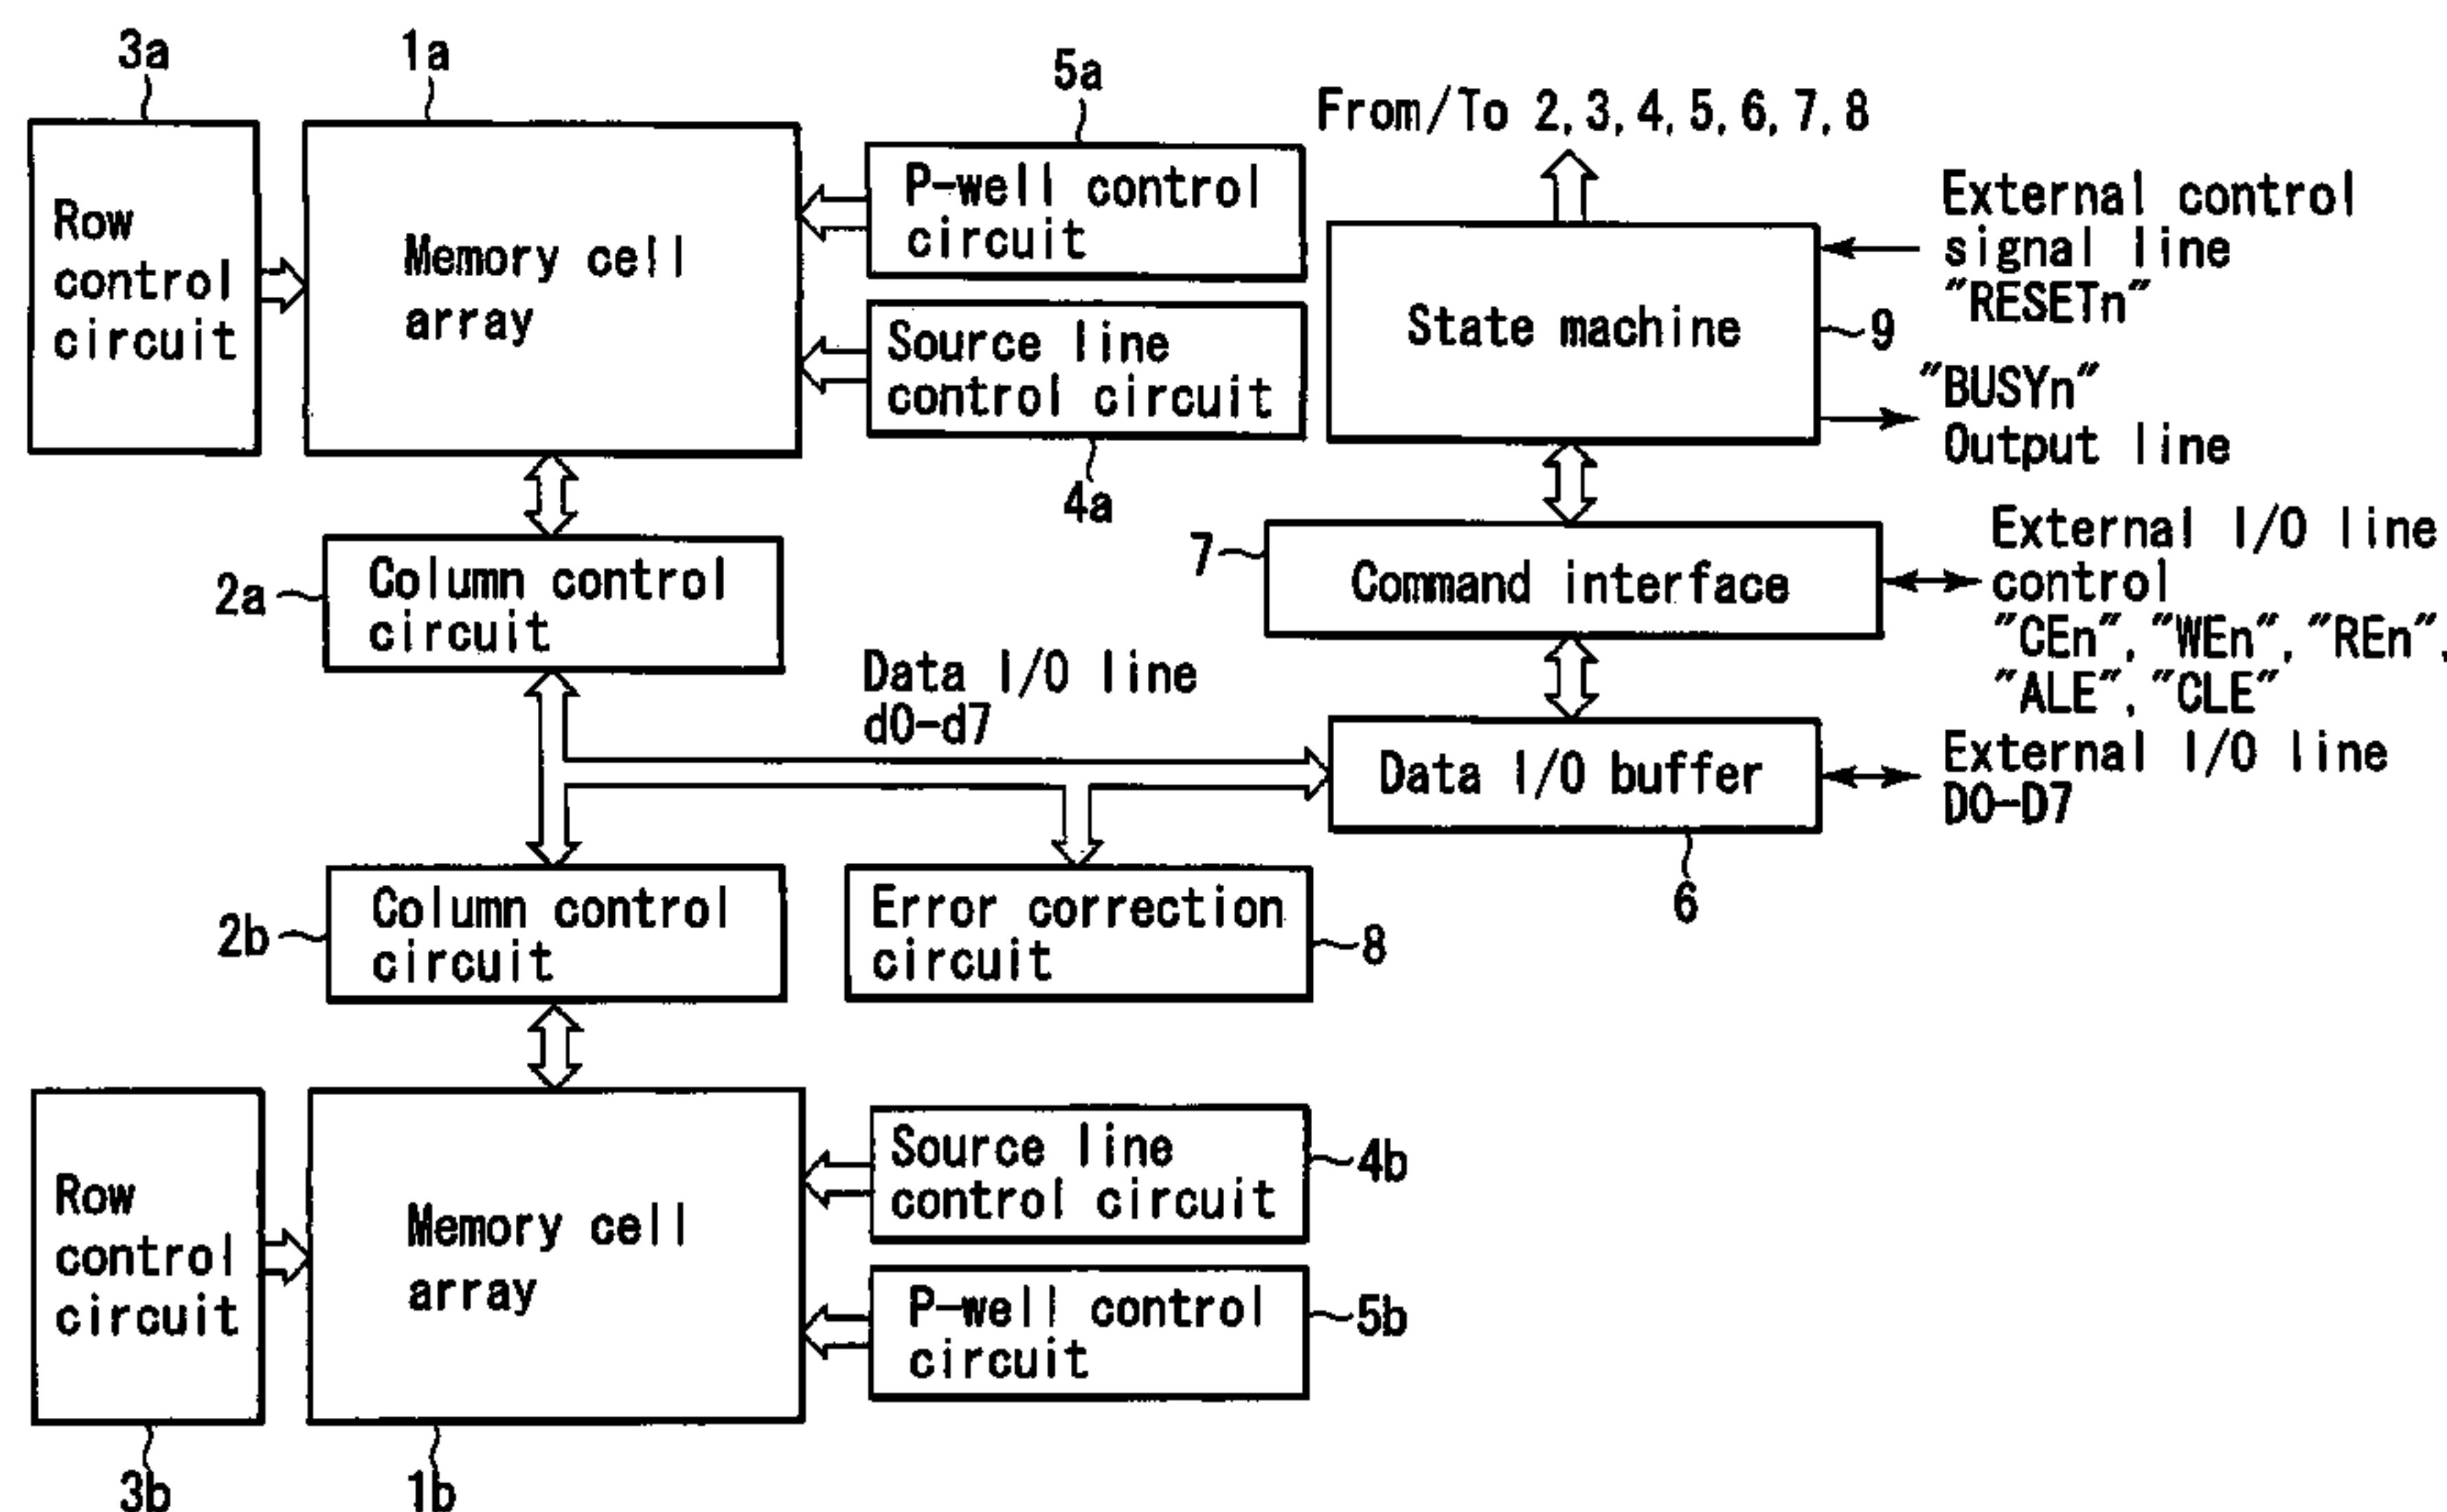 3a
1a
5a
From/To 2, 3, 4, 5, 6, 7, 8
Row
control
circuit
Memory cell
array
P-well control
circuit
Source line
control circuit
4a
State machine
External control
signal line
"RESETn"
9
"BUSYn"
Output line
2a
Column control
circuit
7
Command interface
External I/O line
control
"CEn", "WEn", "REn",
"ALE", "CLE"
Data I/O line
d0-d7
Data I/O buffer
External I/O line
D0-D7
6
2b
Column control
circuit
Error correction
circuit
8
Row
control
circuit
Memory cell
array
Source line
control circuit
4b
P-well control
circuit
5b
3b
1b